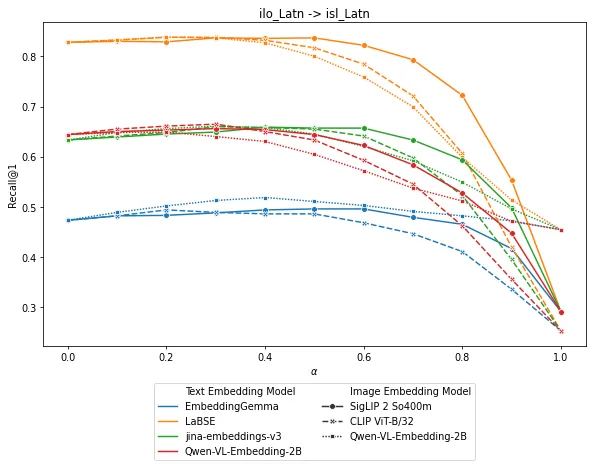 ilo_Latn -> isl_Latn
Recall@1
0.8
0.7
0.6
0.5
0.4
0.3
0.0
0.2
0.4
0.6
0.8
1.0
α
Text Embedding Model
EmbeddingGemma
LaBSE
jina-embeddings-v3
Qwen-VL-Embedding-2B
Image Embedding Model
SigLIP 2 So400m
CLIP ViT-B/32
Qwen-VL-Embedding-2B